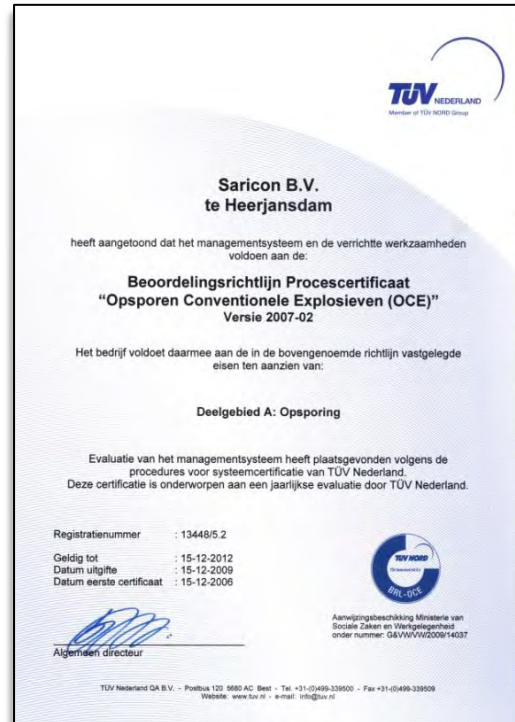 TÜV NEDERLAND
Member of TÜV NORD Group
Saricon B.V.
te Heerjansdam
heeft aangetoond dat het managementsysteem en de verrichtte werkzaamheden
voldoen aan de:
Beoordelingsrichtlijn Procescertificaat
“Opsporen Conventionele Explosieven (OCE)”
Versie 2007-02
Het bedrijf voldoet daarmee aan de in de bovengenoemde richtlijn vastgelegde
eisen ten aanzien van:
Deelgebied A: Opsporing
Evaluatie van het managementsysteem heeft plaatsgevonden volgens de
procedures voor systeemcertificatie van TÜV Nederland.
Deze certificatie is onderworpen aan een jaarlijkse evaluatie door TÜV Nederland.
Registratienummer : 13448/5.2
Geldig tot : 15-12-2012
Datum uitgifte : 15-12-2009
Datum eerste certificaat : 15-12-2006
TÜV NORD
BRL-OCE
Aanwijzingsbeschikking Ministerie van
Sociale Zaken en Werkgelegenheid
onder nummer: G&VW/VW/2009/14037
Algemeen directeur
TÜV Nederland QA B.V. - Postbus 120 5680 AC Best - Tel. +31-(0)499-339500 - Fax +31-(0)499-339509
Website: www.tuv.nl - e-mail: info@tuv.nl